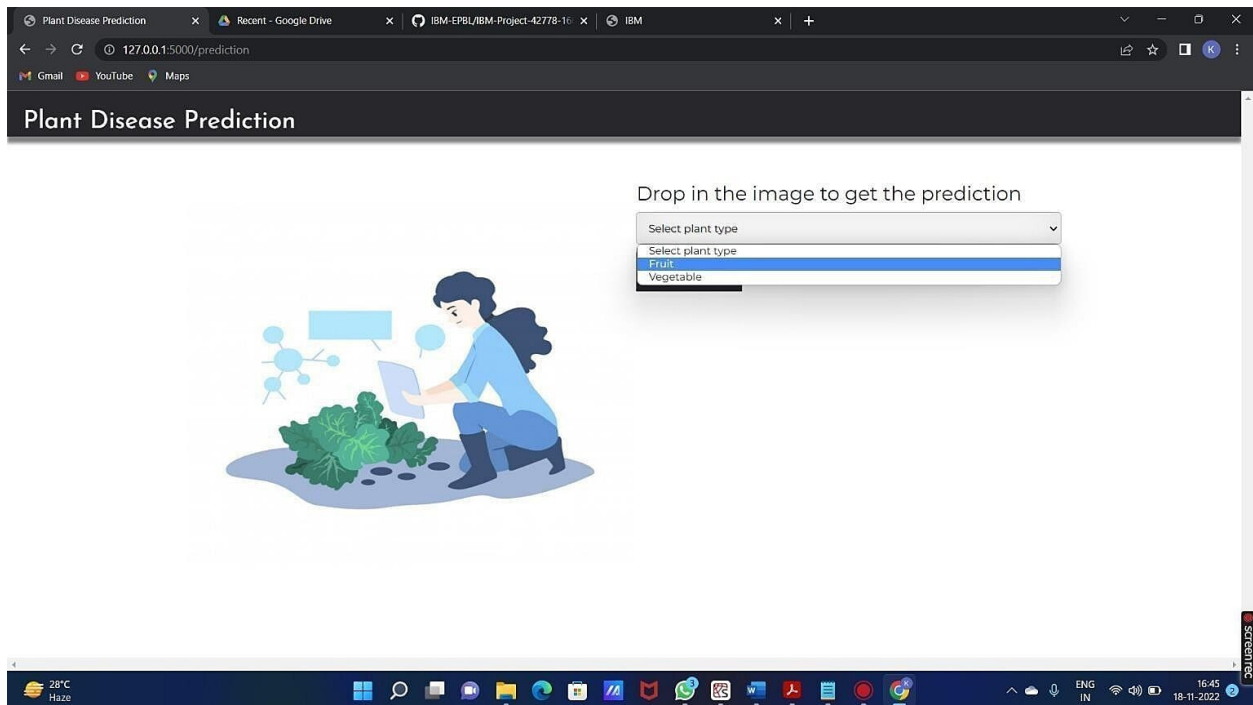 Plant Disease Prediction
Recent - Google Drive
IBM-EPBL/IBM-Project-42778-16
IBM
127.0.0.1:5000/prediction
K
Gmail
YouTube
Maps
Plant Disease Prediction
Drop in the image to get the prediction
Select plant type
Select plant type
Fruit
Vegetable
screenrec
28°C
Haze
3
K
ENG
IN
16:45
18-11-2022
2